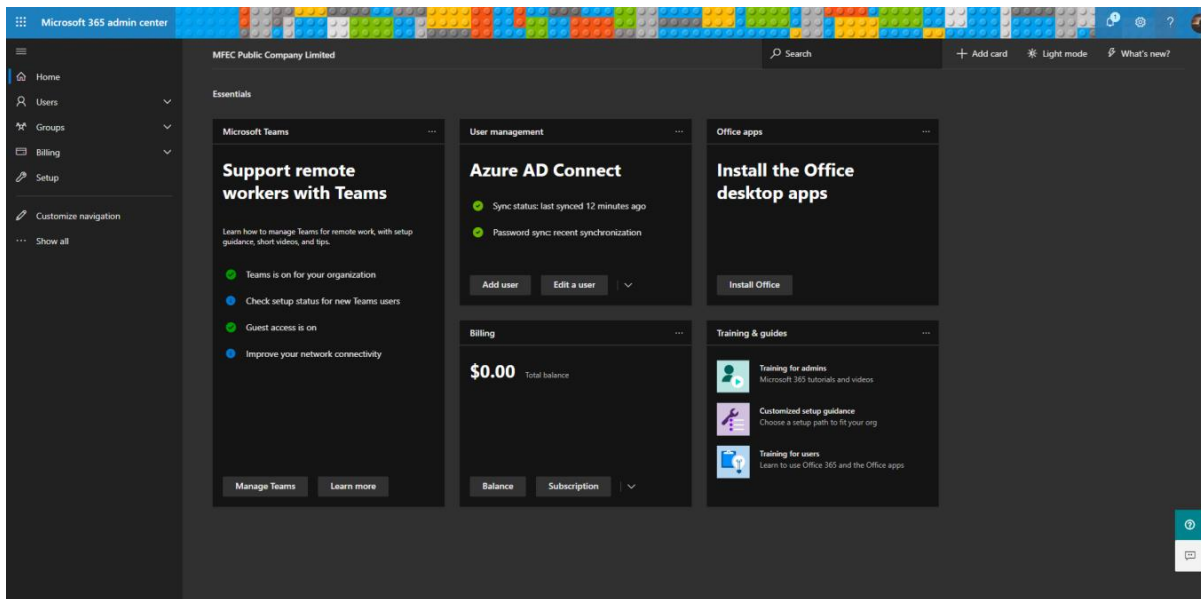 Microsoft 365 admin center
?
MFEC Public Company Limited
Search
Add card
Light mode
What's new?
Home
Users
Groups
Billing
Setup
Customize navigation
Show all
Essentials
Microsoft Teams
Support remote
workers with Teams
Learn how to manage Teams for remote work, with setup
guidance, short videos, and tips.
Teams is on for your organization
Check setup status for new Teams users
Guest access is on
Improve your network connectivity
Manage Teams
Learn more
User management
Azure AD Connect
Sync status: last synced 12 minutes ago
Password sync: recent synchronization
Add user
Edit a user
Office apps
Install the Office
desktop apps
Install Office
Billing
$0.00 Total balance
Balance
Subscription
Training & guides
Training for admins
Microsoft 365 tutorials and videos
Customized setup guidance
Choose a setup path to fit your org
Training for users
Learn to use Office 365 and the Office apps